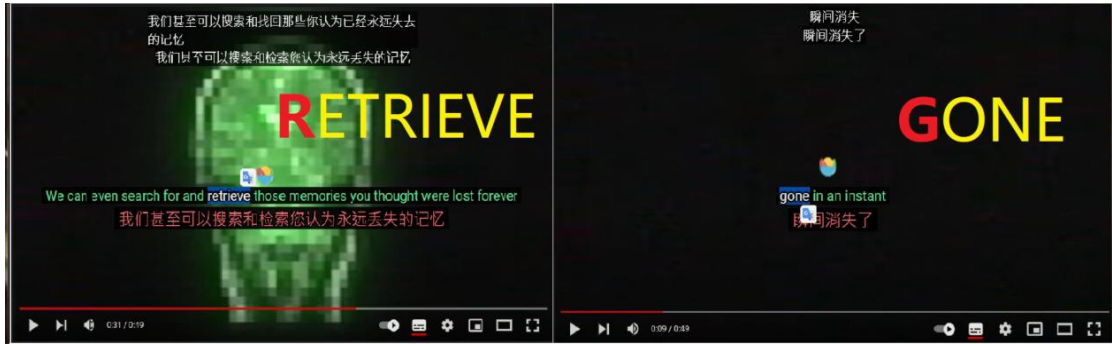 我们甚至可以搜索和找回那些你认为已经永远失去
的记忆
我们甚至可以搜索和检索您认为永远丢失的记忆
RETRIEVE
We can even search for and retrieve those memories you thought were lost forever
我们甚至可以搜索和检索您认为永远丢失的记忆
0:31 / 0:19
瞬间消失
瞬间消失了
GONE
gone in an instant
瞬间消失了
0:09 / 0:49